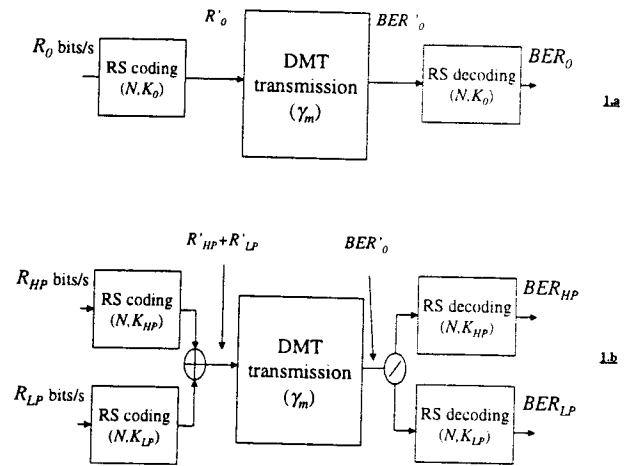 R'0 BER'0
R0 bits/s
RS coding
(N,K0)
DMT
transmission
(γm)
RS decoding
(N,K0)
BER0
1.a
R'HP+R'LP BER'0
RHP bits/s
RS coding
(N,KHP)
RLP bits/s
RS coding
(N,KLP)
DMT
transmission
(γm)
RS decoding
(N,KHP)
BERHP
RS decoding
(N,KLP)
BERLP
1.b